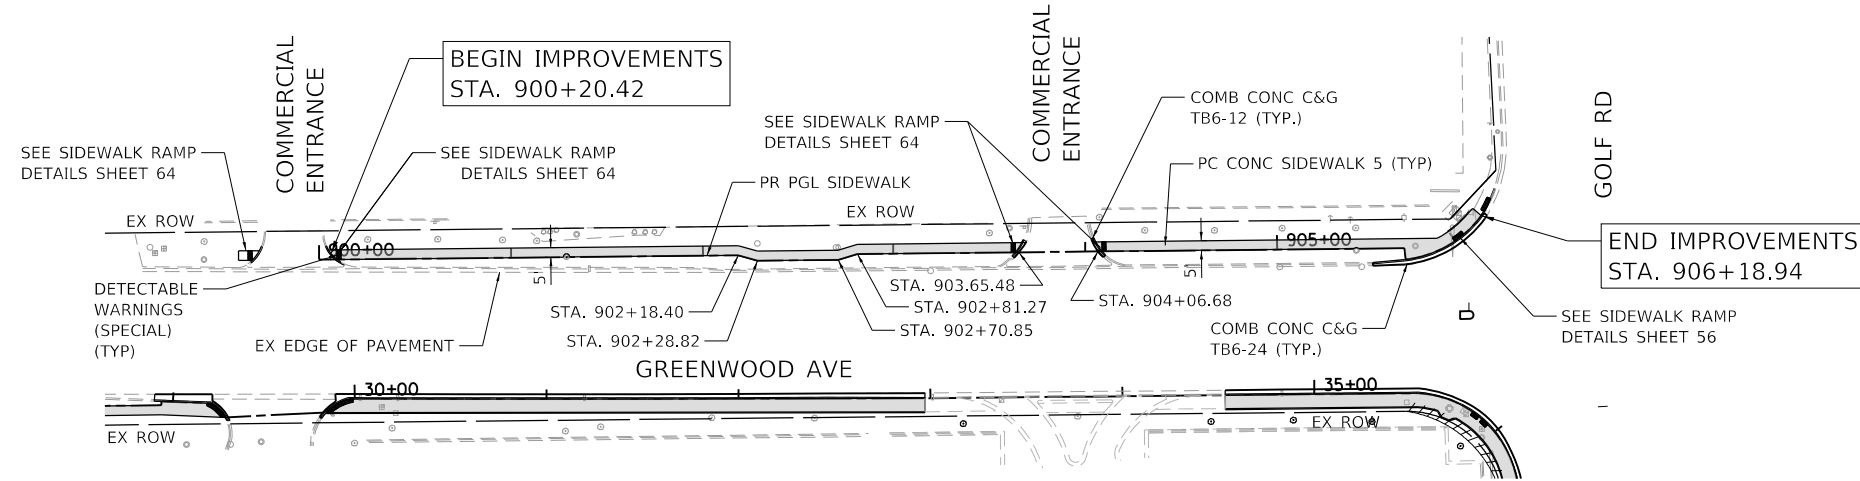 COMMERCIAL
ENTRANCE
BEGIN IMPROVEMENTS
STA. 900+20.42
COMMERCIAL
ENTRANCE
COMB CONC C&G
TB6-12 (TYP.)
GOLF RD
SEE SIDEWALK RAMP
DETAILS SHEET 64
SEE SIDEWALK RAMP
DETAILS SHEET 64
SEE SIDEWALK RAMP
DETAILS SHEET 64
PC CONC SIDEWALK 5 (TYP)
PR PGL SIDEWALK
EX ROW
EX ROW
900+00
905+00
END IMPROVEMENTS
STA. 906+18.94
5'
5'
DETECTABLE
WARNINGS
(SPECIAL)
(TYP)
STA. 903.65.48
STA. 902+81.27
STA. 902+70.85
STA. 904+06.68
STA. 902+18.40
STA. 902+28.82
EX EDGE OF PAVEMENT
COMB CONC C&G
TB6-24 (TYP.)
SEE SIDEWALK RAMP
DETAILS SHEET 56
GREENWOOD AVE
30+00
35+00
EX ROW
EX ROW